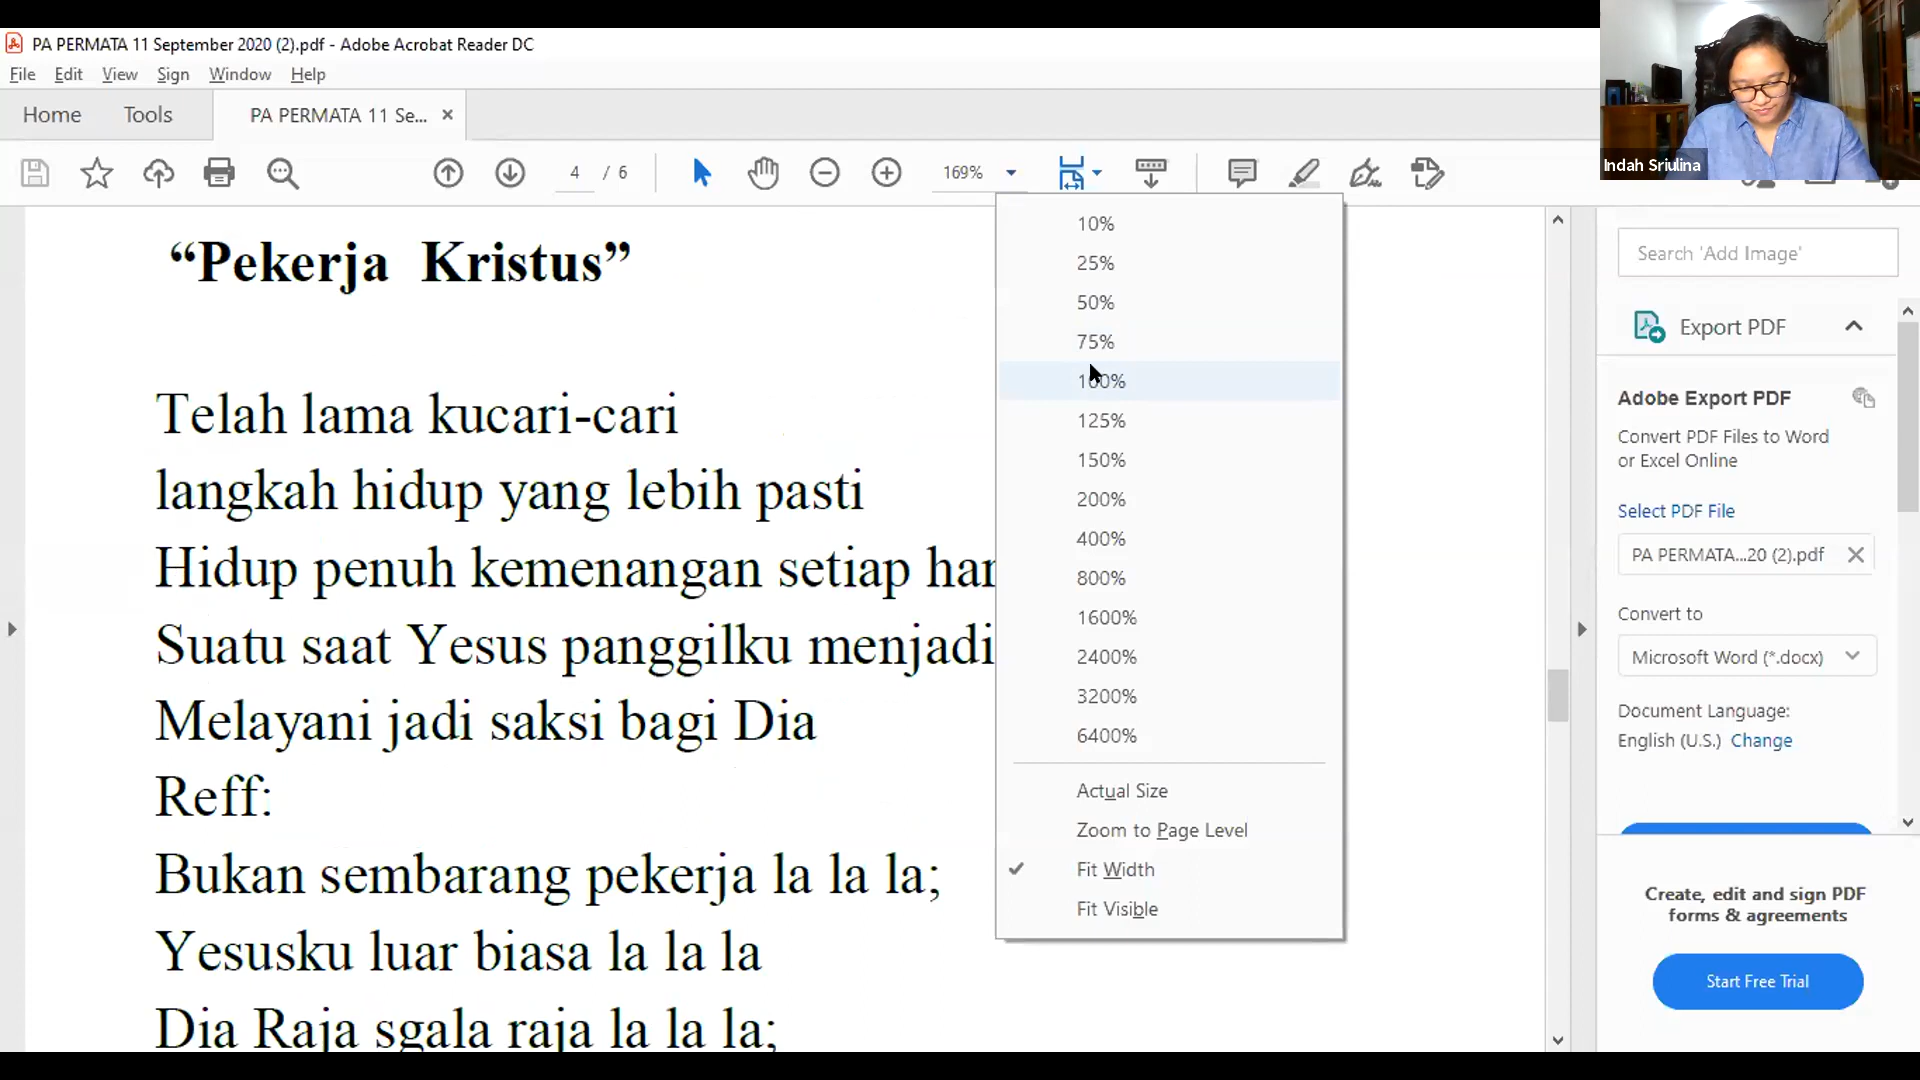 PA PERMATA 11 September 2020 (2).pdf - Adobe Acrobat Reader DC
File Edit View Sign Window Help
Home Tools PA PERMATA 11 Se... ×
4 / 6 169%
Indah Sriulina
“Pekerja Kristus”
Telah lama kucari-cari
langkah hidup yang lebih pasti
Hidup penuh kemenangan setiap
Suatu saat Yesus panggilku menjadi
Melayani jadi saksi bagi Dia
Reff:
Bukan sembarang pekerja la la la;
Yesusku luar biasa la la la
Dia Raja sgala raja la la la;
10%
25%
50%
75%
100%
125%
150%
200%
400%
800%
1600%
2400%
3200%
6400%
Actual Size
Zoom to Page Level
Fit Width
Fit Visible
Search 'Add Image'
Export PDF
Adobe Export PDF
Convert PDF Files to Word
or Excel Online
Select PDF File
PA PERMATA...20 (2).pdf
Convert to
Microsoft Word (*.docx)
Document Language:
English (U.S.) Change
Create, edit and sign PDF
forms & agreements
Start Free Trial